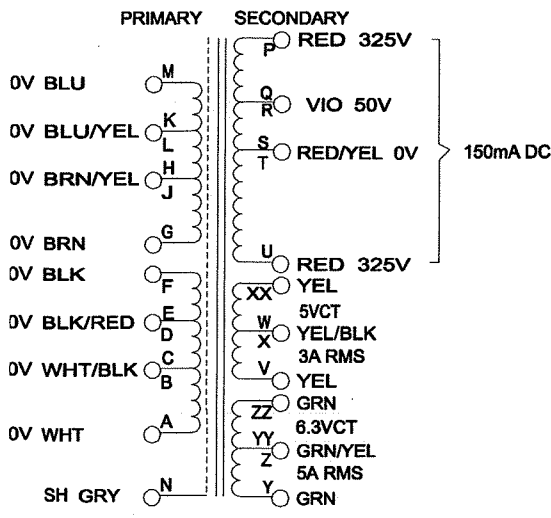 PRIMARY SECONDARY
P RED 325V
M
0V BLU
Q
R VIO 50V
K
0V BLU/YEL
L
S
T RED/YEL 0V
150mA DC
H
0V BRN/YEL
J
G
0V BRN
U
RED 325V
0V BLK
F
XX YEL
5VCT
E
0V BLK/RED
D
W
X YEL/BLK
3A RMS
C
0V WHT/BLK
B
V YEL
ZZ GRN
6.3VCT
A
0V WHT
YY
Z GRN/YEL
5A RMS
N
SH GRY
Y GRN